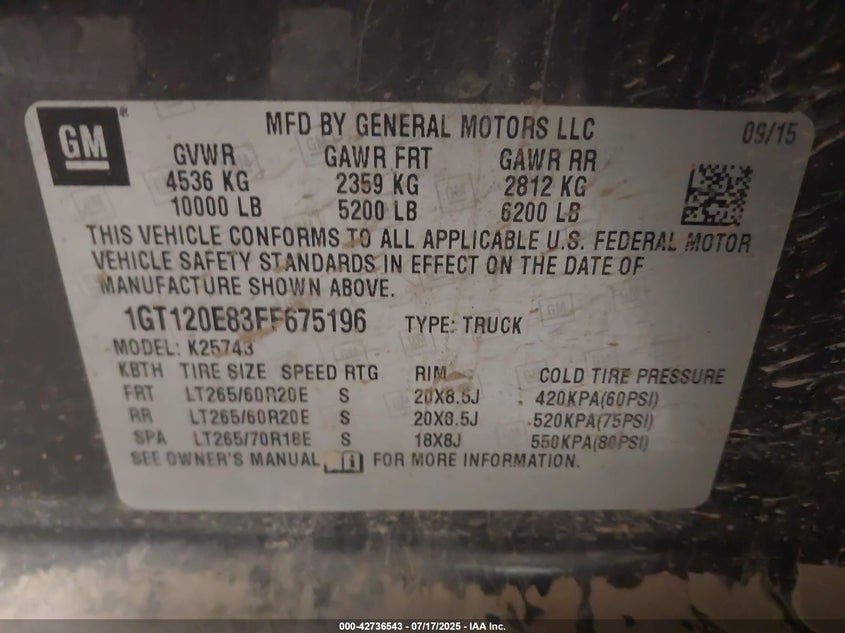 GM
MFD BY GENERAL MOTORS LLC 09/15
GVWR GAWR FRT GAWR RR
4536 KG 2359 KG 2812 KG
10000 LB 5200 LB 6200 LB
THIS VEHICLE CONFORMS TO ALL APPLICABLE U.S. FEDERAL MOTOR
VEHICLE SAFETY STANDARDS IN EFFECT ON THE DATE OF
MANUFACTURE SHOWN ABOVE.
1GT120E83FF675196 TYPE: TRUCK
MODEL: K25743
KBTH TIRE SIZE SPEED RTG RIM COLD TIRE PRESSURE
FRT LT265/60R20E S 20X8.5J 420KPA(60PSI)
RR LT265/60R20E S 20X8.5J 520KPA(75PSI)
SPA LT265/70R18E S 18X8J 550KPA(80PSI)
SEE OWNER'S MANUAL FOR MORE INFORMATION.
000-42736543 / 07/17/2025 - IAA Inc.